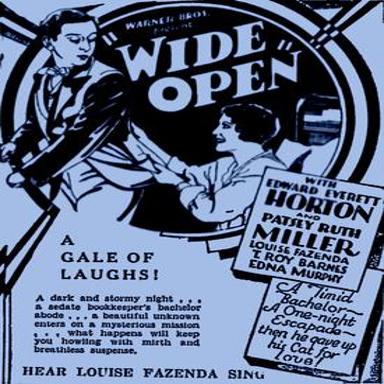 WARNER BROS.
"WIDE
OPEN"
WITH
EDWARD EVERETT
HORTON
AND
PATSY RUTH
MILLER
LOUISE FAZENDA
T. ROY BARNES
EDNA MURPHY
A Timid
Bachelor—
A One-night
Escapade—
then he gave up
his Cat for
Love!
A
GALE OF
LAUGHS!
A dark and stormy night . . .
a sedate bookkeeper's bachelor
abode . . . a beautiful unknown
enters on a mysterious mission
. . . what happens will keep
you howling with mirth and
breathless suspense.
HEAR LOUISE FAZENDA SING